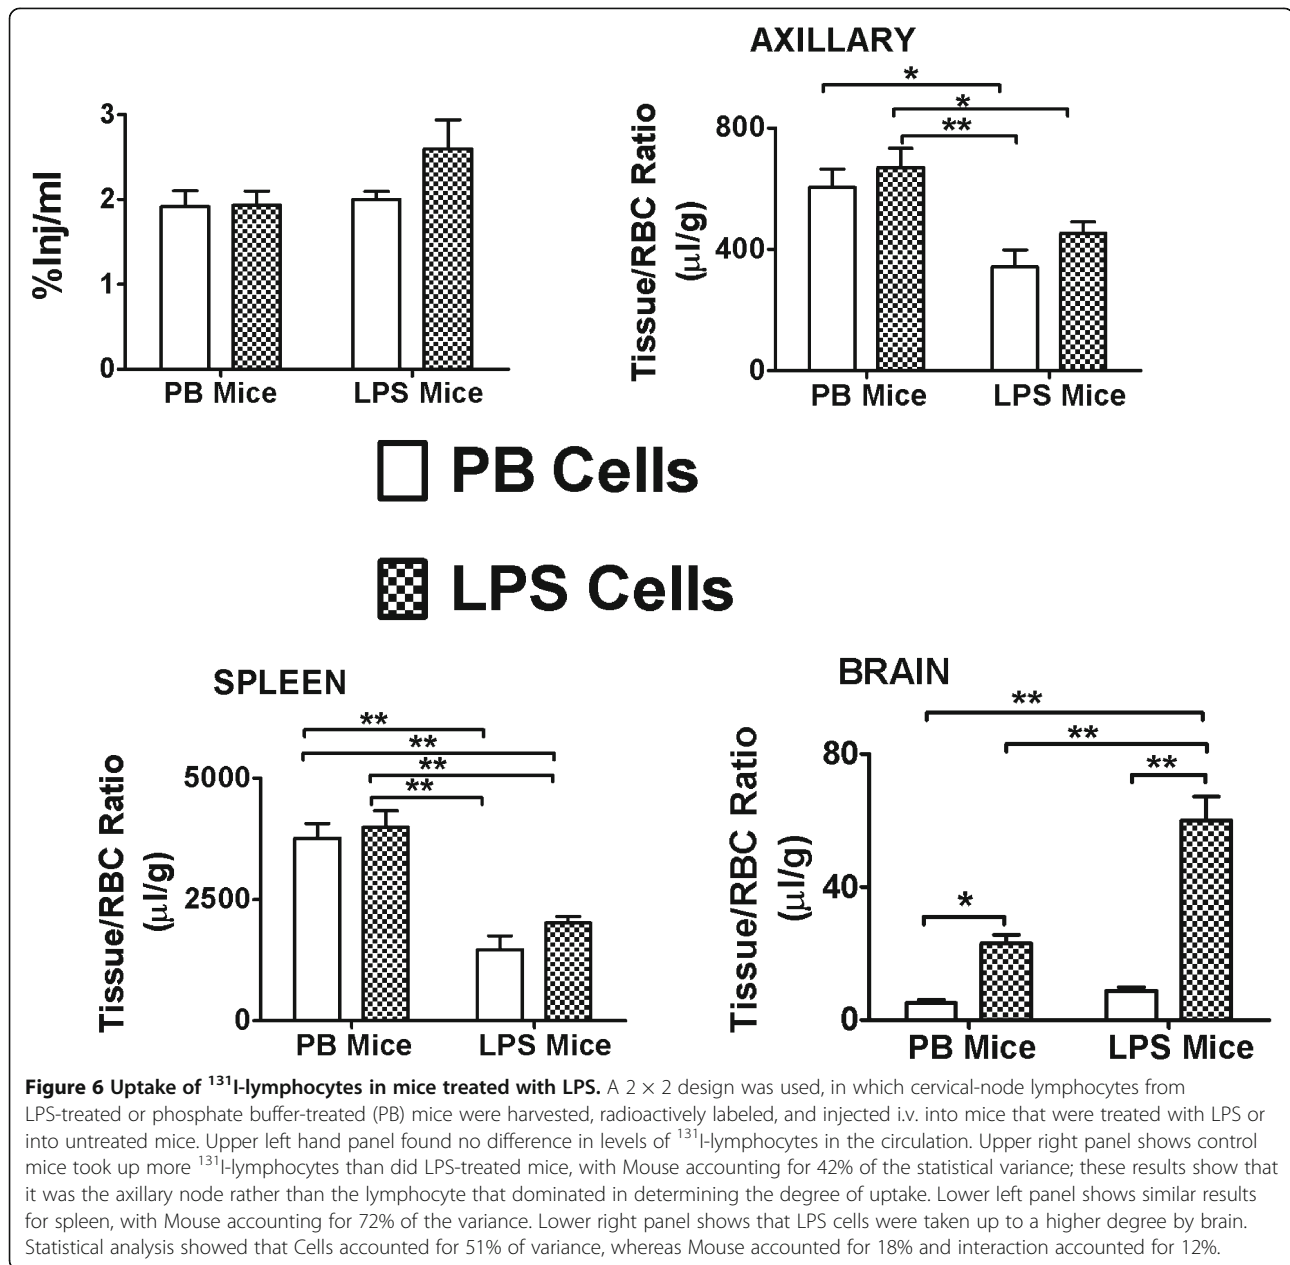 %Inj/ml
3
2
1
0
PB Mice LPS Mice
AXILLARY
Tissue/RBC Ratio
(µl/g)
*
*
**
800
400
0
PB Mice LPS Mice
PB Cells
LPS Cells
SPLEEN
Tissue/RBC Ratio
(µl/g)
**
**
**
**
5000
2500
0
PB Mice LPS Mice
BRAIN
Tissue/RBC Ratio
(µl/g)
**
**
**
*
80
40
0
PB Mice LPS Mice
Figure 6 Uptake of ¹³¹I-lymphocytes in mice treated with LPS. A 2 × 2 design was used, in which cervical-node lymphocytes from
LPS-treated or phosphate buffer-treated (PB) mice were harvested, radioactively labeled, and injected i.v. into mice that were treated with LPS or
into untreated mice. Upper left hand panel found no difference in levels of ¹³¹I-lymphocytes in the circulation. Upper right panel shows control
mice took up more ¹³¹I-lymphocytes than did LPS-treated mice, with Mouse accounting for 42% of the statistical variance; these results show that
it was the axillary node rather than the lymphocyte that dominated in determining the degree of uptake. Lower left panel shows similar results
for spleen, with Mouse accounting for 72% of the variance. Lower right panel shows that LPS cells were taken up to a higher degree by brain.
Statistical analysis showed that Cells accounted for 51% of variance, whereas Mouse accounted for 18% and interaction accounted for 12%.